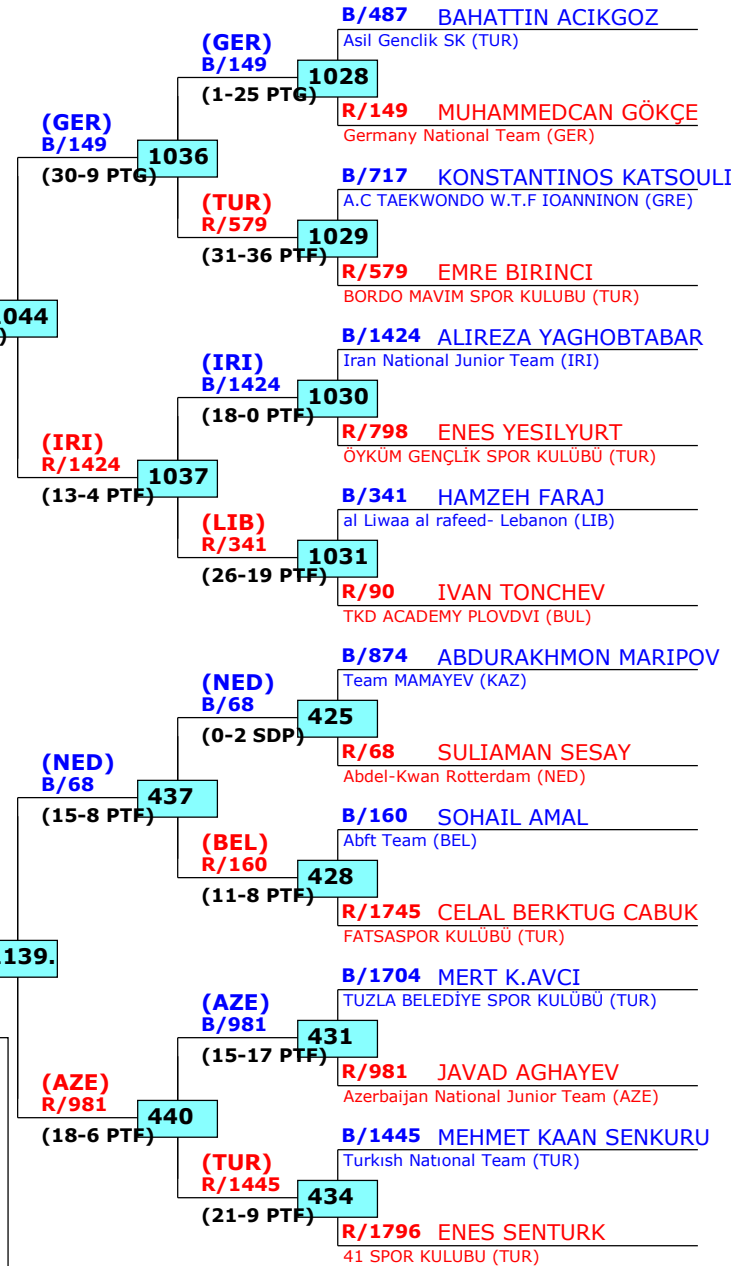 B/487 BAHATTIN ACIKGOZ
Asil Genclik SK (TUR)
(GER)
B/149
(1-25 PTG)
1028
R/149 MUHAMMEDCAN GÖKÇE
Germany National Team (GER)
(GER)
B/149
(30-9 PTG)
1036
B/717 KONSTANTINOS KATSOULI
A.C TAEKWONDO W.T.F IOANNINON (GRE)
(TUR)
R/579
(31-36 PTF)
1029
R/579 EMRE BIRINCI
BORDO MAVIM SPOR KULUBU (TUR)
044
)
B/1424 ALIREZA YAGHOBTABAR
Iran National Junior Team (IRI)
(IRI)
B/1424
(18-0 PTF)
1030
R/798 ENES YESILYURT
ÖYKÜM GENÇLİK SPOR KULÜBÜ (TUR)
(IRI)
R/1424
(13-4 PTF)
1037
B/341 HAMZEH FARAJ
al Liwaa al rafeed- Lebanon (LIB)
(LIB)
R/341
(26-19 PTF)
1031
R/90 IVAN TONCHEV
TKD ACADEMY PLOVDVI (BUL)
B/874 ABDURAKHMON MARIPOV
Team MAMAYEV (KAZ)
(NED)
B/68
(0-2 SDP)
425
R/68 SULIAMAN SESAY
Abdel-Kwan Rotterdam (NED)
(NED)
B/68
(15-8 PTF)
437
B/160 SOHAIL AMAL
Abft Team (BEL)
(BEL)
R/160
(11-8 PTF)
428
R/1745 CELAL BERKTUG CABUK
FATSASPOR KULÜBÜ (TUR)
139.
B/1704 MERT K.AVCI
TUZLA BELEDİYE SPOR KULÜBÜ (TUR)
(AZE)
B/981
(15-17 PTF)
431
R/981 JAVAD AGHAYEV
Azerbaijan National Junior Team (AZE)
(AZE)
R/981
(18-6 PTF)
440
B/1445 MEHMET KAAN SENKURU
Turkısh Natıonal Team (TUR)
(TUR)
R/1445
(21-9 PTF)
434
R/1796 ENES SENTURK
41 SPOR KULUBU (TUR)